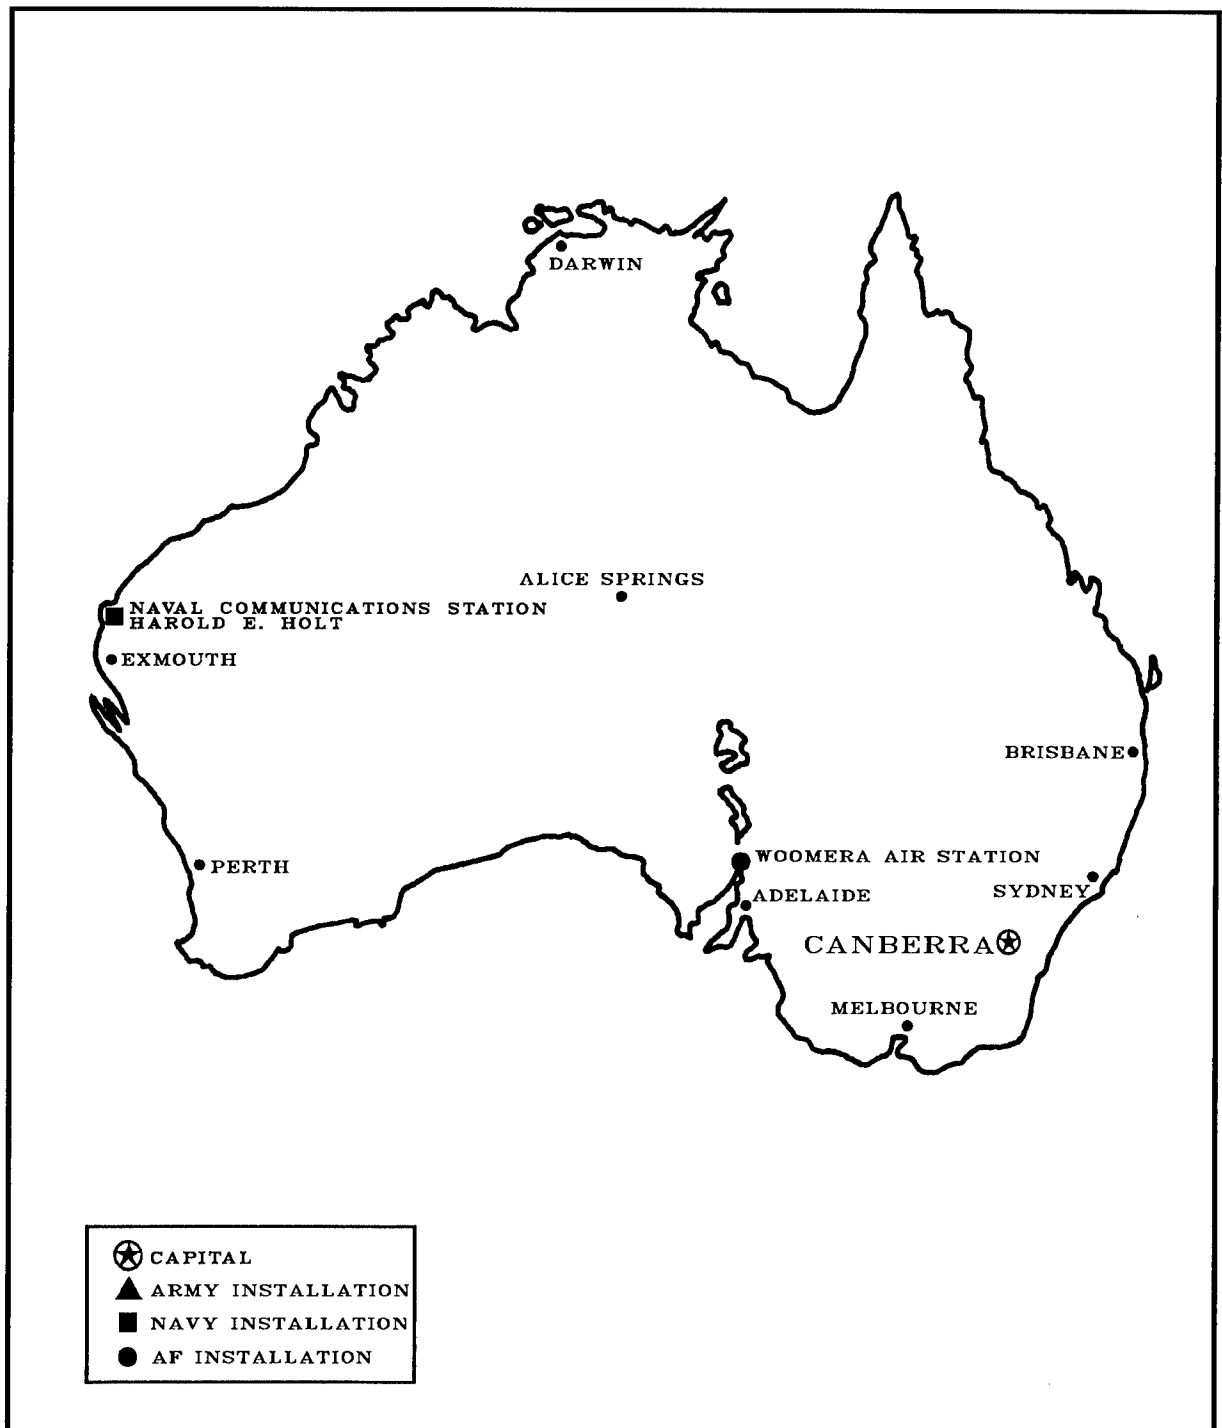 DARWIN
ALICE SPRINGS
NAVAL COMMUNICATIONS STATION
HAROLD E. HOLT
EXMOUTH
BRISBANE
WOOMERA AIR STATION
PERTH
SYDNEY
ADELAIDE
CANBERRA
MELBOURNE
CAPITAL
ARMY INSTALLATION
NAVY INSTALLATION
AF INSTALLATION